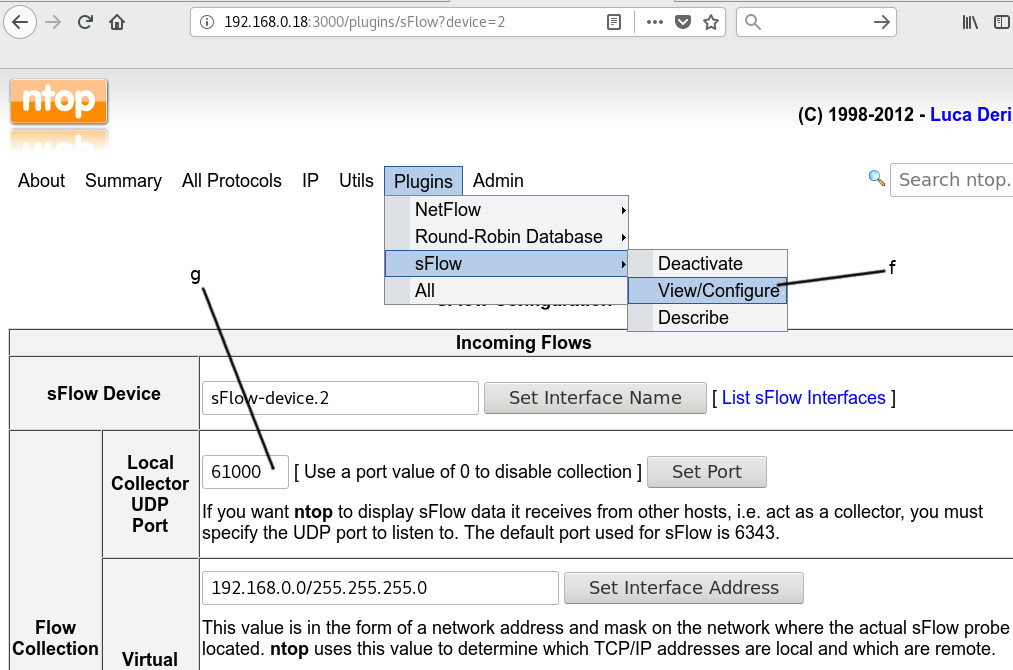 192.168.0.18:3000/plugins/sFlow?device=2
ntop
(C) 1998-2012 - Luca Deri
About Summary All Protocols IP Utils Plugins Admin
Search ntop.
NetFlow
Round-Robin Database
sFlow
Deactivate
All
View/Configure
Describe
g
f
Incoming Flows
sFlow Device
sFlow-device.2 Set Interface Name [ List sFlow Interfaces ]
Local
Collector
UDP
Port
61000 [ Use a port value of 0 to disable collection ] Set Port
If you want ntop to display sFlow data it receives from other hosts, i.e. act as a collector, you must
specify the UDP port to listen to. The default port used for sFlow is 6343.
192.168.0.0/255.255.255.0 Set Interface Address
Flow
Collection
Virtual
This value is in the form of a network address and mask on the network where the actual sFlow probe
located. ntop uses this value to determine which TCP/IP addresses are local and which are remote.